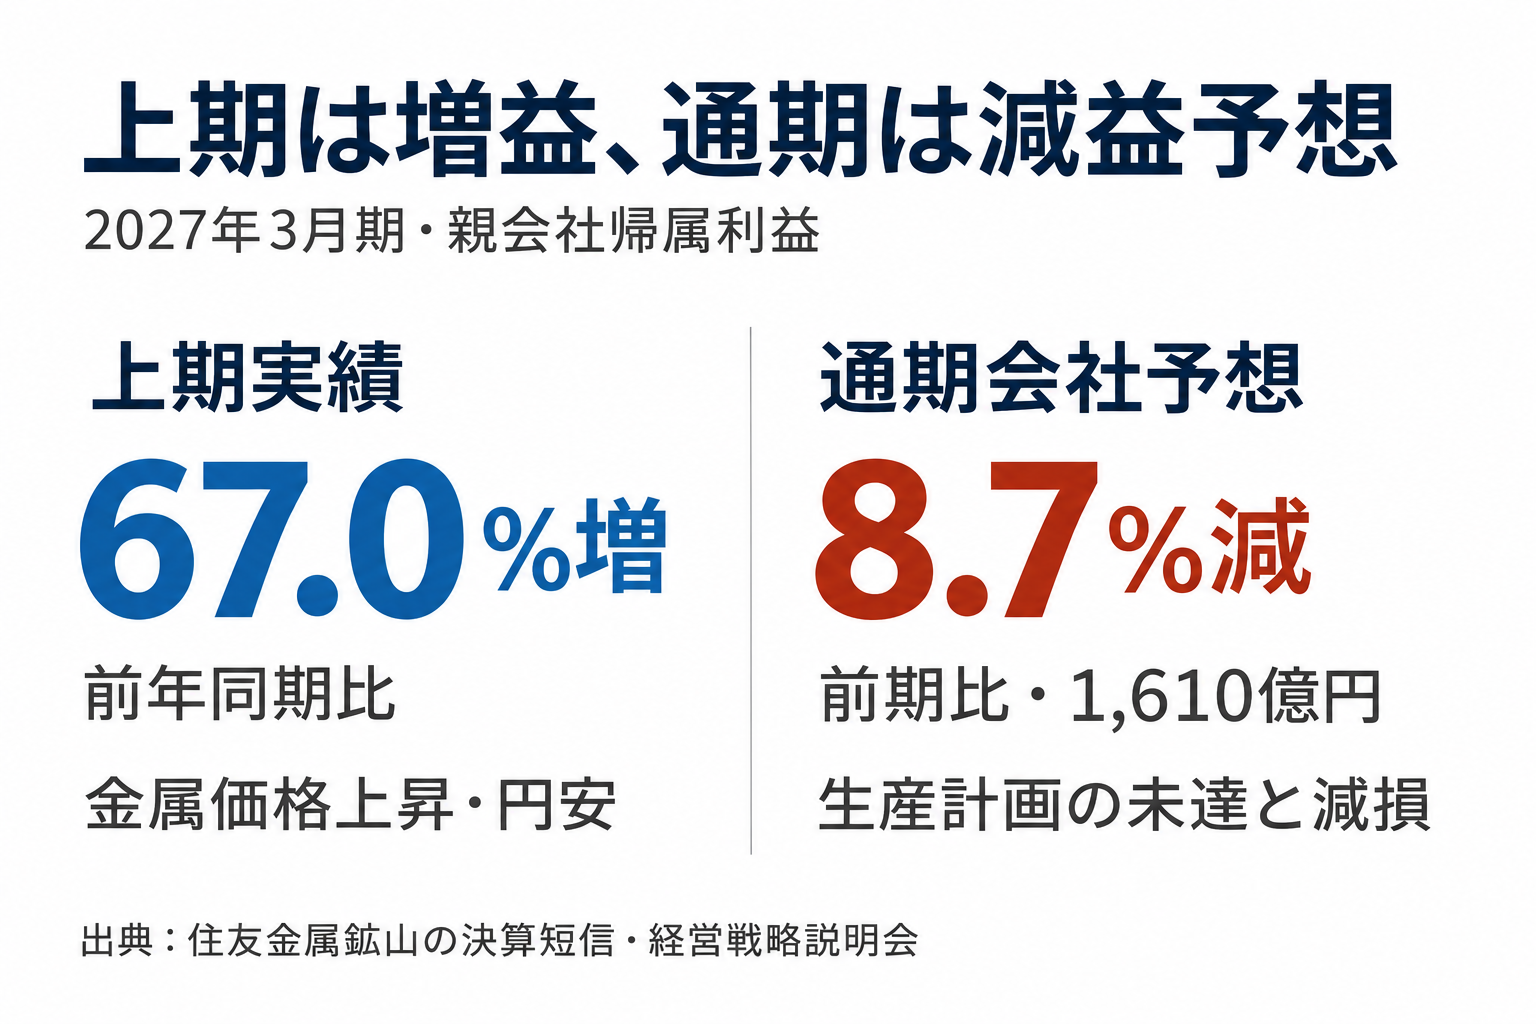 上期は増益、通期は減益予想
2027年3月期・親会社帰属利益
上期実績
67.0%増
前年同期比
金属価格上昇・円安
通期会社予想
8.7%減
前期比・1,610億円
生産計画の未達と減損
出典：住友金属鉱山の決算短信・経営戦略説明会